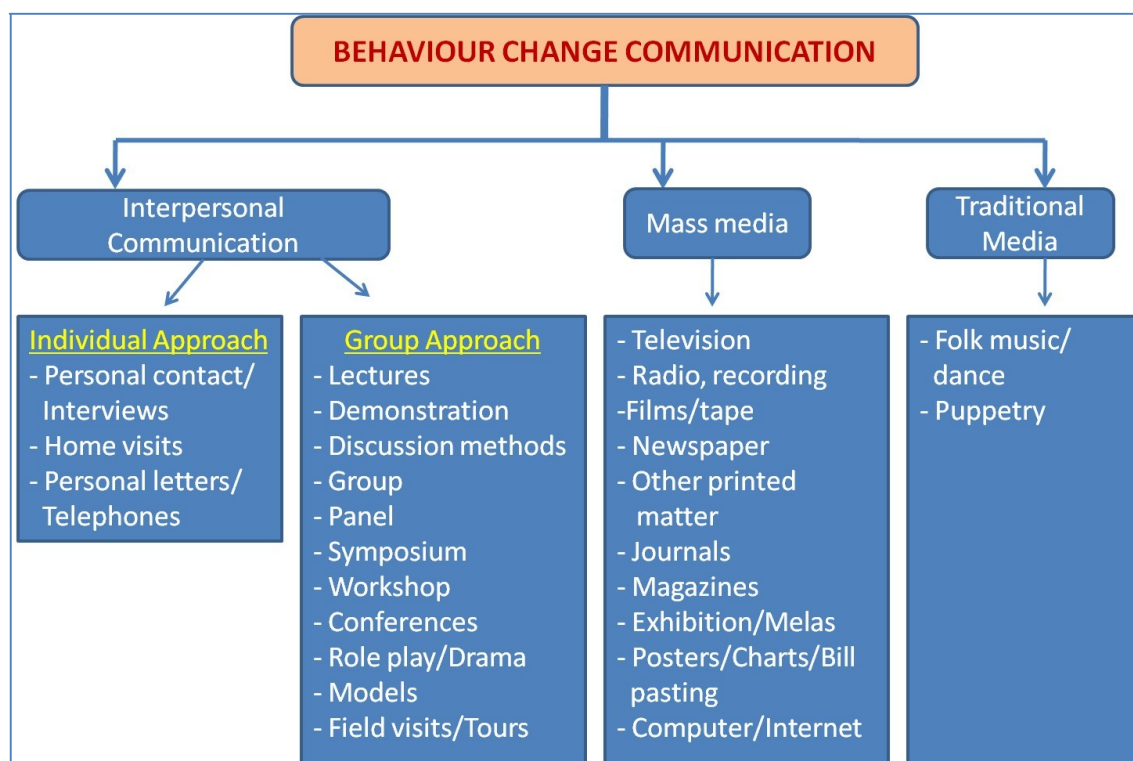 BEHAVIOUR CHANGE COMMUNICATION
Interpersonal
Communication
Mass media
Traditional
Media
Individual Approach
- Personal contact/
Interviews
- Home visits
- Personal letters/
Telephones
Group Approach
- Lectures
- Demonstration
- Discussion methods
- Group
- Panel
- Symposium
- Workshop
- Conferences
- Role play/Drama
- Models
- Field visits/Tours
- Television
- Radio, recording
-Films/tape
- Newspaper
- Other printed
matter
- Journals
- Magazines
- Exhibition/Melas
- Posters/Charts/Bill
pasting
- Computer/Internet
- Folk music/
dance
- Puppetry